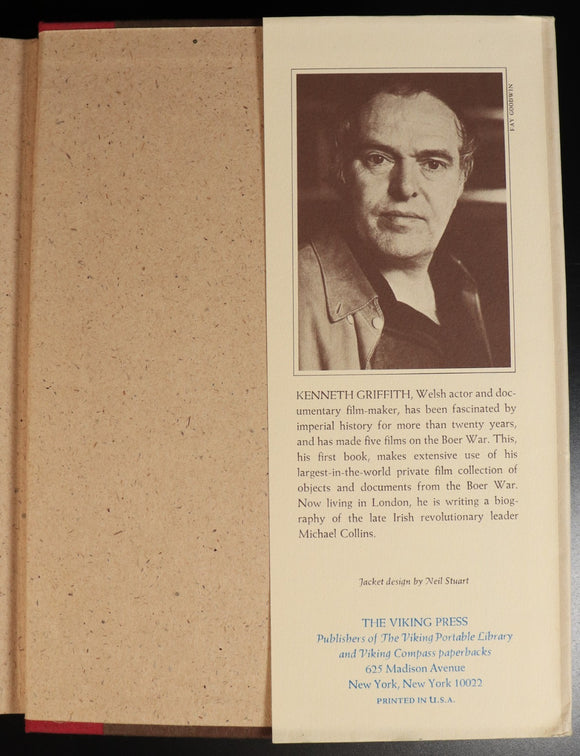 FAY GOODWIN
KENNETH GRIFFITH, Welsh actor and doc-
umentary film-maker, has been fascinated by
imperial history for more than twenty years,
and has made five films on the Boer War. This,
his first book, makes extensive use of his
largest-in-the-world private film collection of
objects and documents from the Boer War.
Now living in London, he is writing a biog-
raphy of the late Irish revolutionary leader
Michael Collins.
Jacket design by Neil Stuart
THE VIKING PRESS
Publishers of The Viking Portable Library
and Viking Compass paperbacks
625 Madison Avenue
New York, New York 10022
PRINTED IN U.S.A.